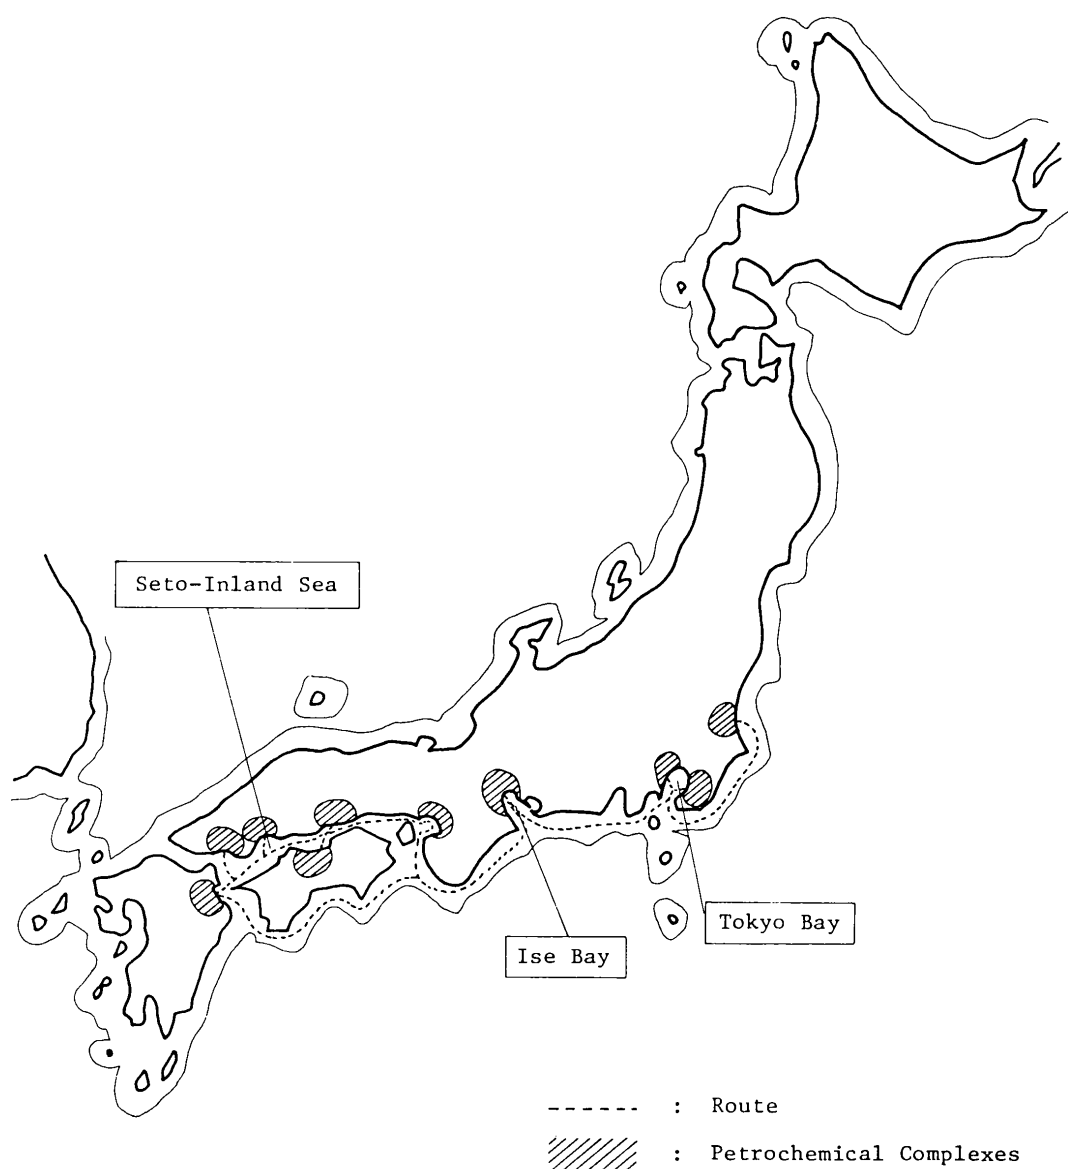 Seto-Inland Sea
Tokyo Bay
Ise Bay
: Route
: Petrochemical Complexes